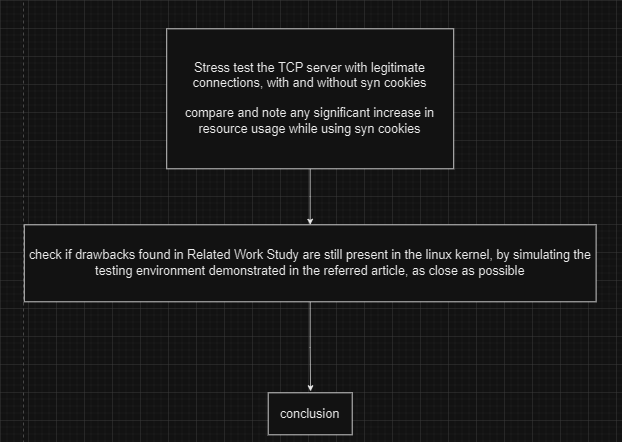 Stress test the TCP server with legitimate
connections, with and without syn cookies
compare and note any significant increase in
resource usage while using syn cookies
check if drawbacks found in Related Work Study are still present in the linux kernel, by simulating the
testing environment demonstrated in the referred article, as close as possible
conclusion